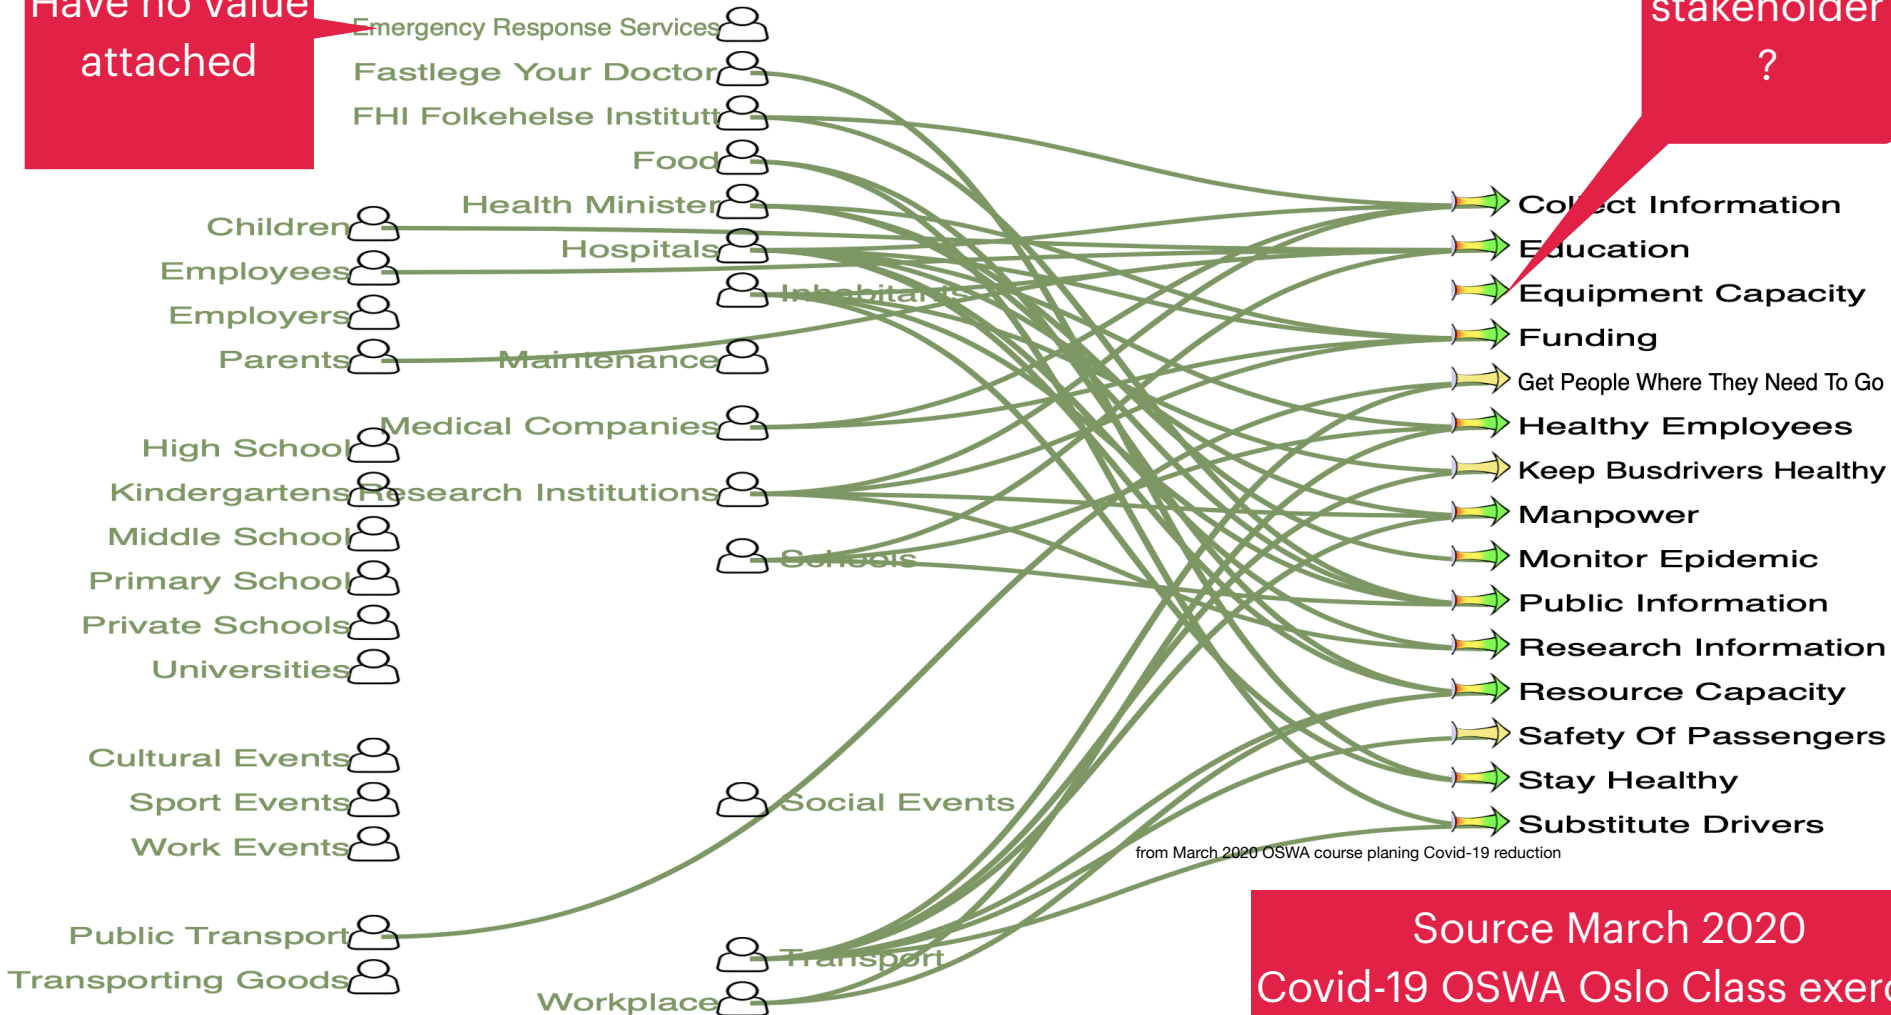 Have no value
attached
stakeholder
?
Emergency Response Services
Fastlege Your Doctor
FHI Folkehelse Institutt
Food
Health Minister
Hospitals
Inhabitants
Maintenance
Medical Companies
Research Institutions
Schools
Social Events
Transport
Workplace
Children
Employees
Employers
Parents
High School
Kindergartens
Middle School
Primary School
Private Schools
Universities
Cultural Events
Sport Events
Work Events
Public Transport
Transporting Goods
Collect Information
Education
Equipment Capacity
Funding
Get People Where They Need To Go
Healthy Employees
Keep Busdrivers Healthy
Manpower
Monitor Epidemic
Public Information
Research Information
Resource Capacity
Safety Of Passengers
Stay Healthy
Substitute Drivers
from March 2020 OSWA course planing Covid-19 reduction
Source March 2020
Covid-19 OSWA Oslo Class